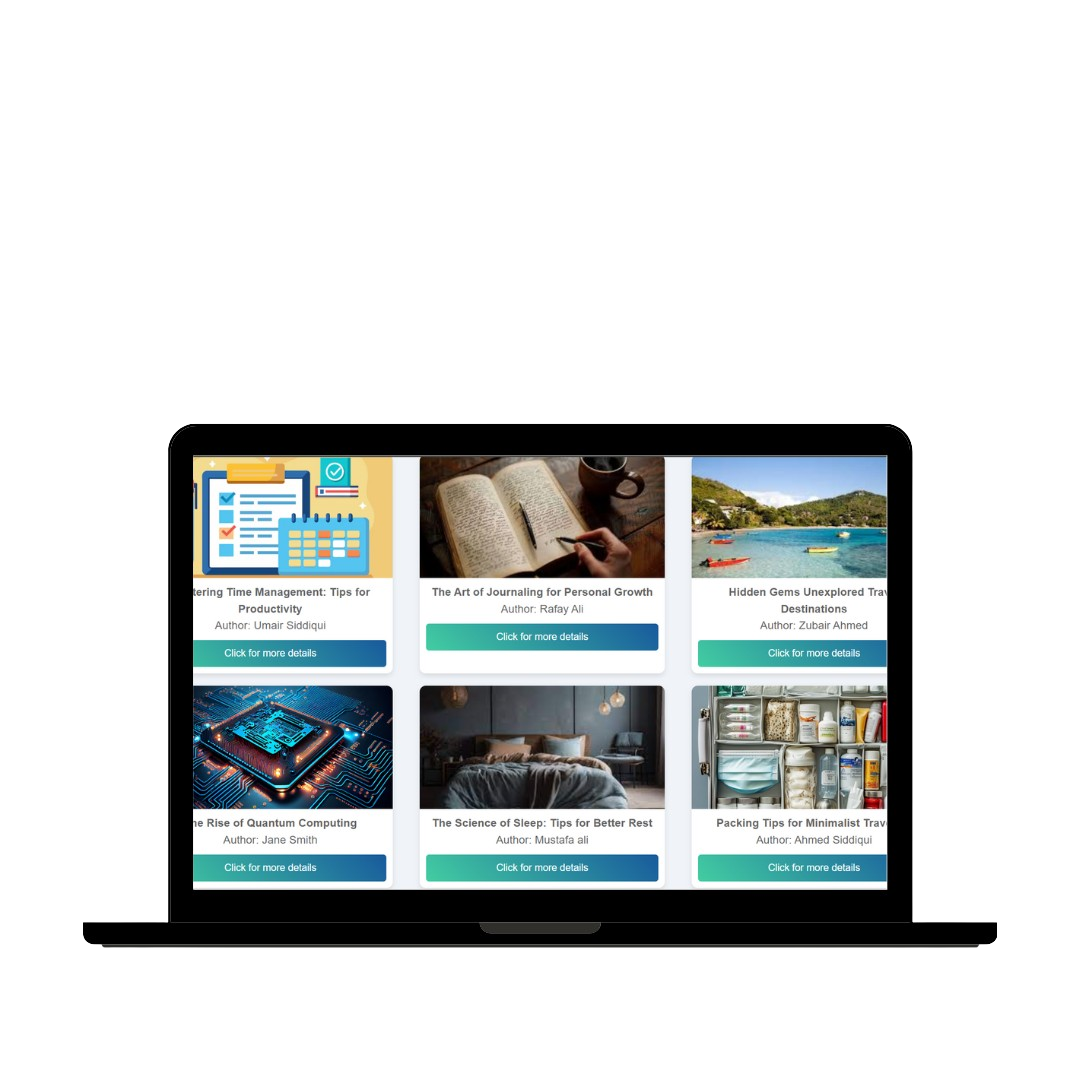 tering Time Management: Tips for
Productivity
Author: Umair Siddiqui
Click for more details
The Art of Journaling for Personal Growth
Author: Rafay Ali
Click for more details
Hidden Gems Unexplored Trav
Destinations
Author: Zubair Ahmed
Click for more details
he Rise of Quantum Computing
Author: Jane Smith
Click for more details
The Science of Sleep: Tips for Better Rest
Author: Mustafa ali
Click for more details
Packing Tips for Minimalist Trave
Author: Ahmed Siddiqui
Click for more details